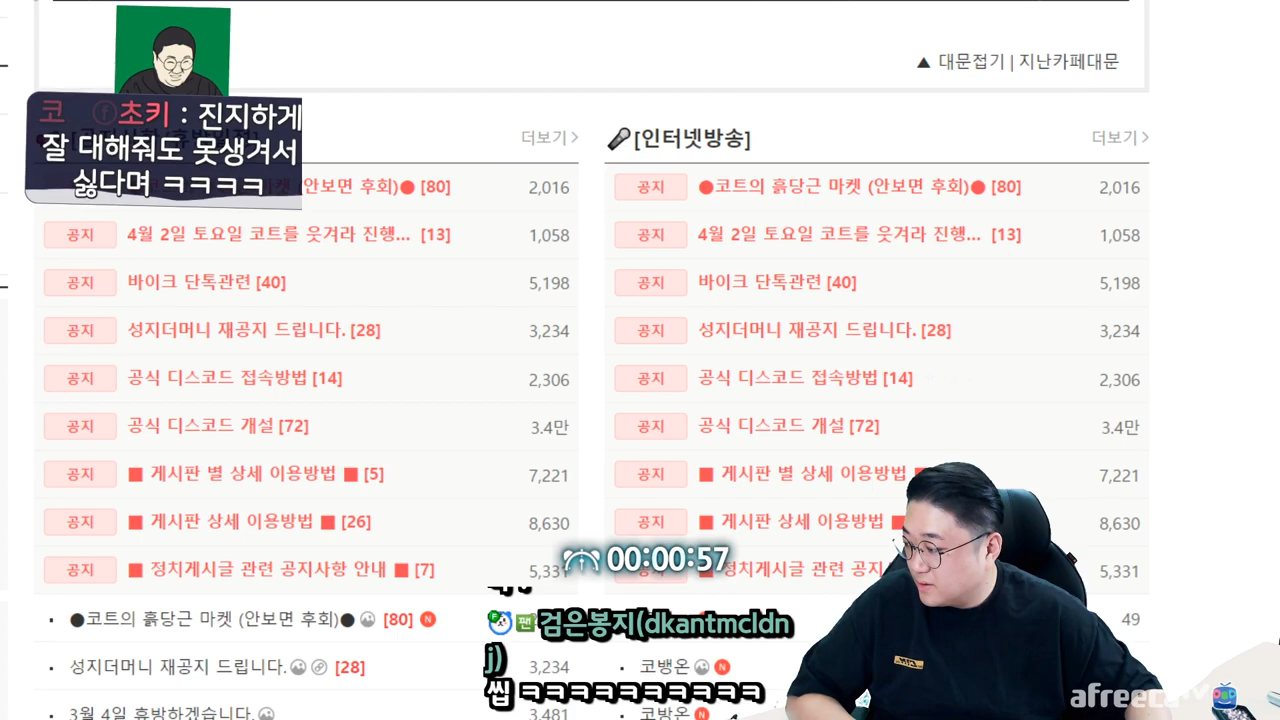 ▲ 대문접기 | 지난카페대문
코 ⓕ초키 : 진지하게
잘 대해줘도 못생겨서
싫다며 ㅋㅋㅋㅋ
더보기 >
(안보면 후회)● [80] 2,016
공지 4월 2일 토요일 코트를 웃겨라 진행... [13] 1,058
공지 바이크 단톡관련 [40] 5,198
공지 성지더머니 재공지 드립니다. [28] 3,234
공지 공식 디스코드 접속방법 [14] 2,306
공지 공식 디스코드 개설 [72] 3.4만
공지 ■ 게시판 별 상세 이용방법 ■ [5] 7,221
공지 ■ 게시판 상세 이용방법 ■ [26] 8,630
공지 ■ 정치게시글 관련 공지사항 안내 ■ [7] 5,331
●코트의 흙당근 마켓 (안보면 후회)● [80] N
성지더머니 재공지 드립니다. [28] 3,234
3월 4일 휴방하겠습니다. 3,481
[인터넷방송] 더보기 >
공지 ●코트의 흙당근 마켓 (안보면 후회)● [80] 2,016
공지 4월 2일 토요일 코트를 웃겨라 진행... [13] 1,058
공지 바이크 단톡관련 [40] 5,198
공지 성지더머니 재공지 드립니다. [28] 3,234
공지 공식 디스코드 접속방법 [14] 2,306
공지 공식 디스코드 개설 [72] 3.4만
공지 ■ 게시판 별 상세 이용방법 7,221
공지 ■ 게시판 상세 이용방법 8,630
정치게시글 관련 공지 5,331
49
코뱅온 N
코방온 N
00:00:57
F 팬 검은봉지(dkantmcldn
j)
씹 ㅋㅋㅋㅋㅋㅋㅋㅋㅋㅋ
afreecaTV